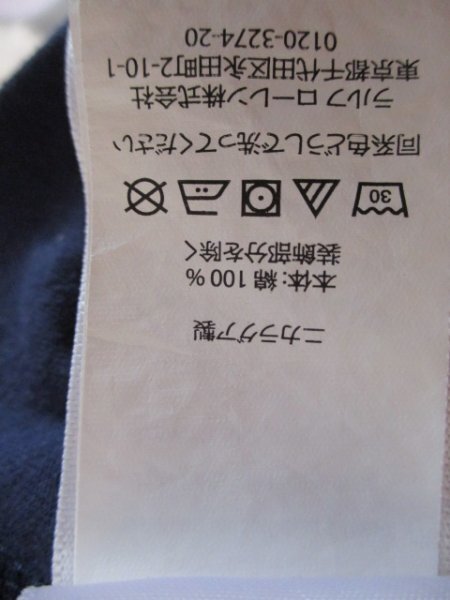 ニカラグア製
本体: 綿 100%
装飾部分を除く
30
同系色どうしで洗ってください
ラルフ ローレン株式会社
東京都千代田区永田町2-10-1
0120-3274-20